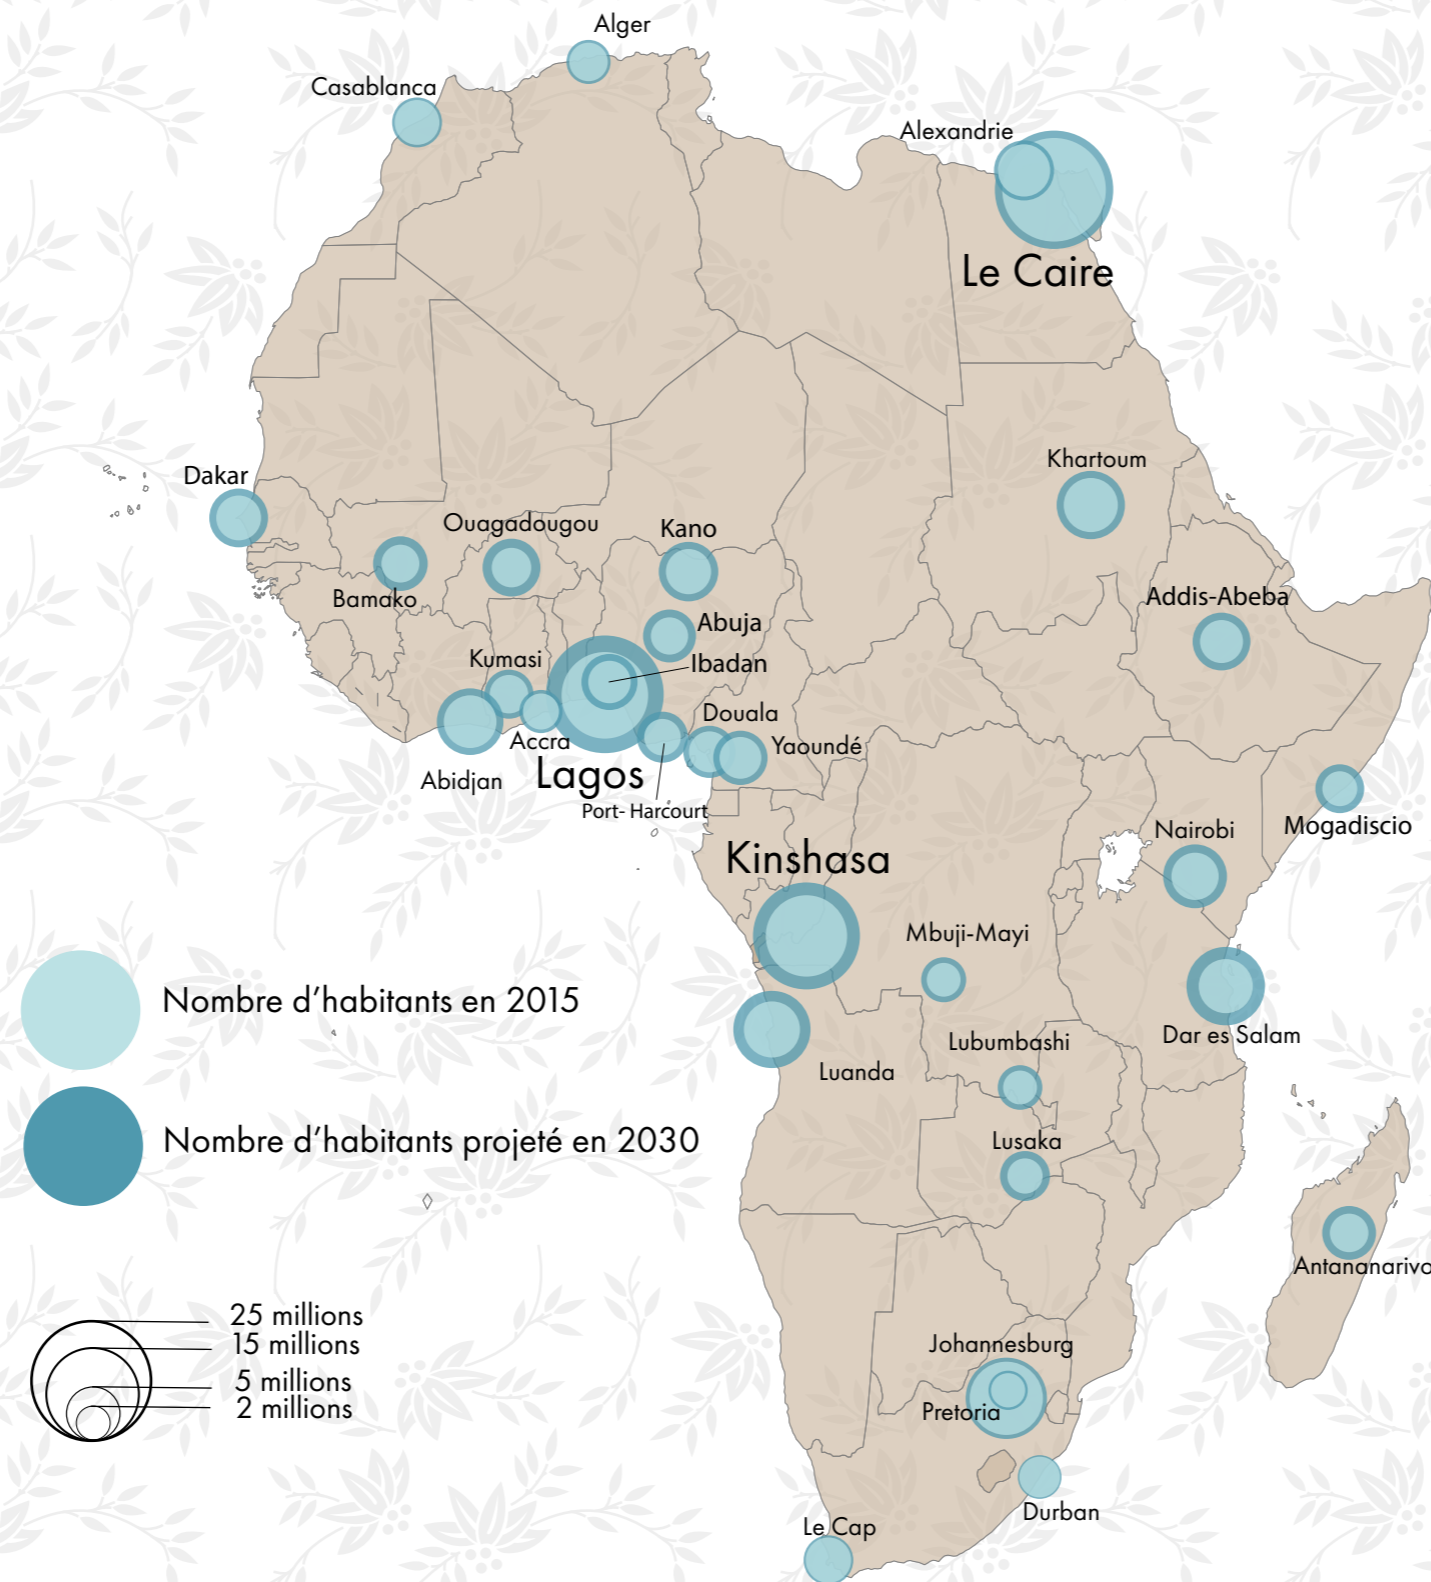 Alger
Casablanca
Alexandrie
Le Caire
Dakar
Khartoum
Ouagadougou
Kano
Bamako
Addis-Abeba
Abuja
Kumasi
Ibadan
Douala
Accra
Yaoundé
Abidjan
Lagos
Port- Harcourt
Nairobi
Mogadiscio
Kinshasa
Mbuji-Mayi
Nombre d'habitants en 2015
Dar es Salam
Lubumbashi
Luanda
Nombre d'habitants projeté en 2030
Lusaka
Antananarivo
25 millions
15 millions
5 millions
2 millions
Johannesburg
Pretoria
Durban
Le Cap